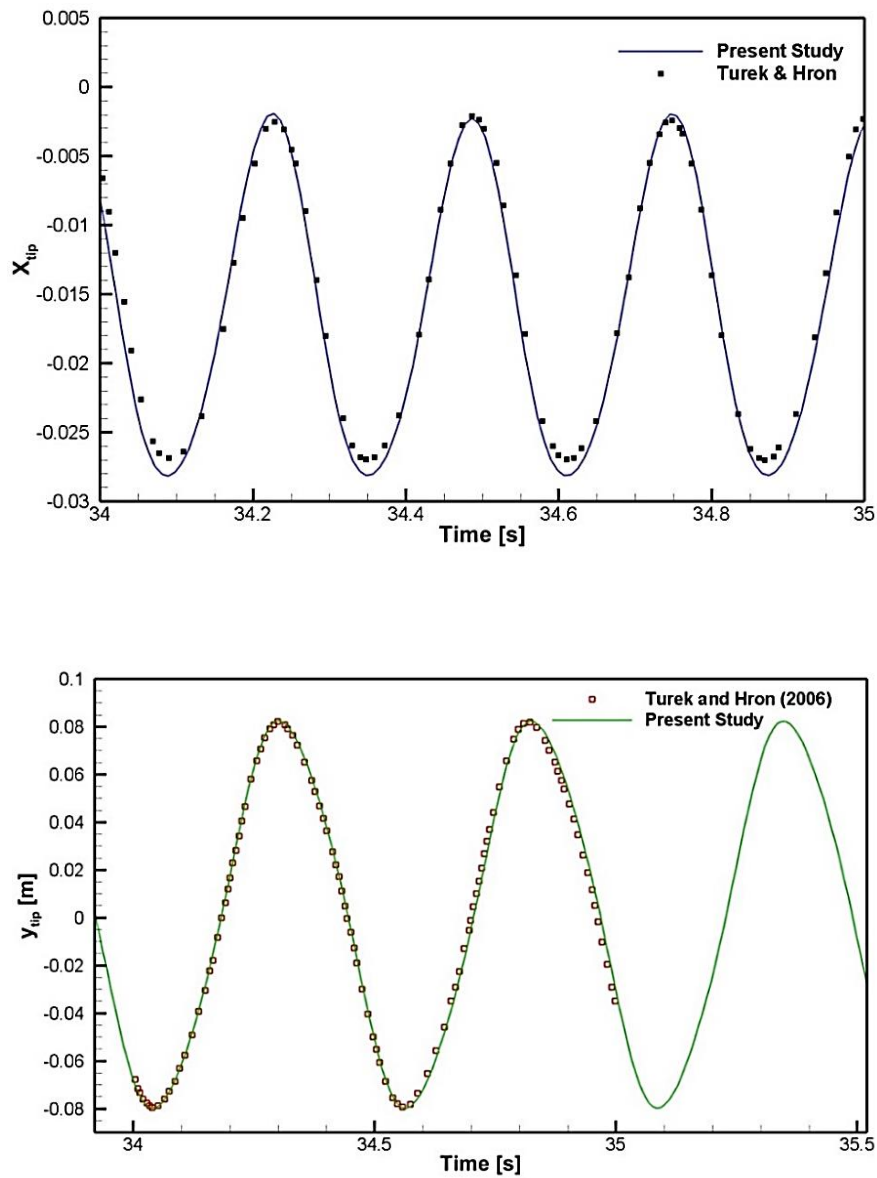 0.005
Present Study
Turek & Hron
0
-0.005
-0.01
-0.015
-0.02
-0.025
-0.03
X_tip
34 34.2 34.4 34.6 34.8 35
Time [s]
0.1
Turek and Hron (2006)
Present Study
0.08
0.06
0.04
0.02
0
-0.02
-0.04
-0.06
-0.08
y_tip [m]
34 34.5 35 35.5
Time [s]